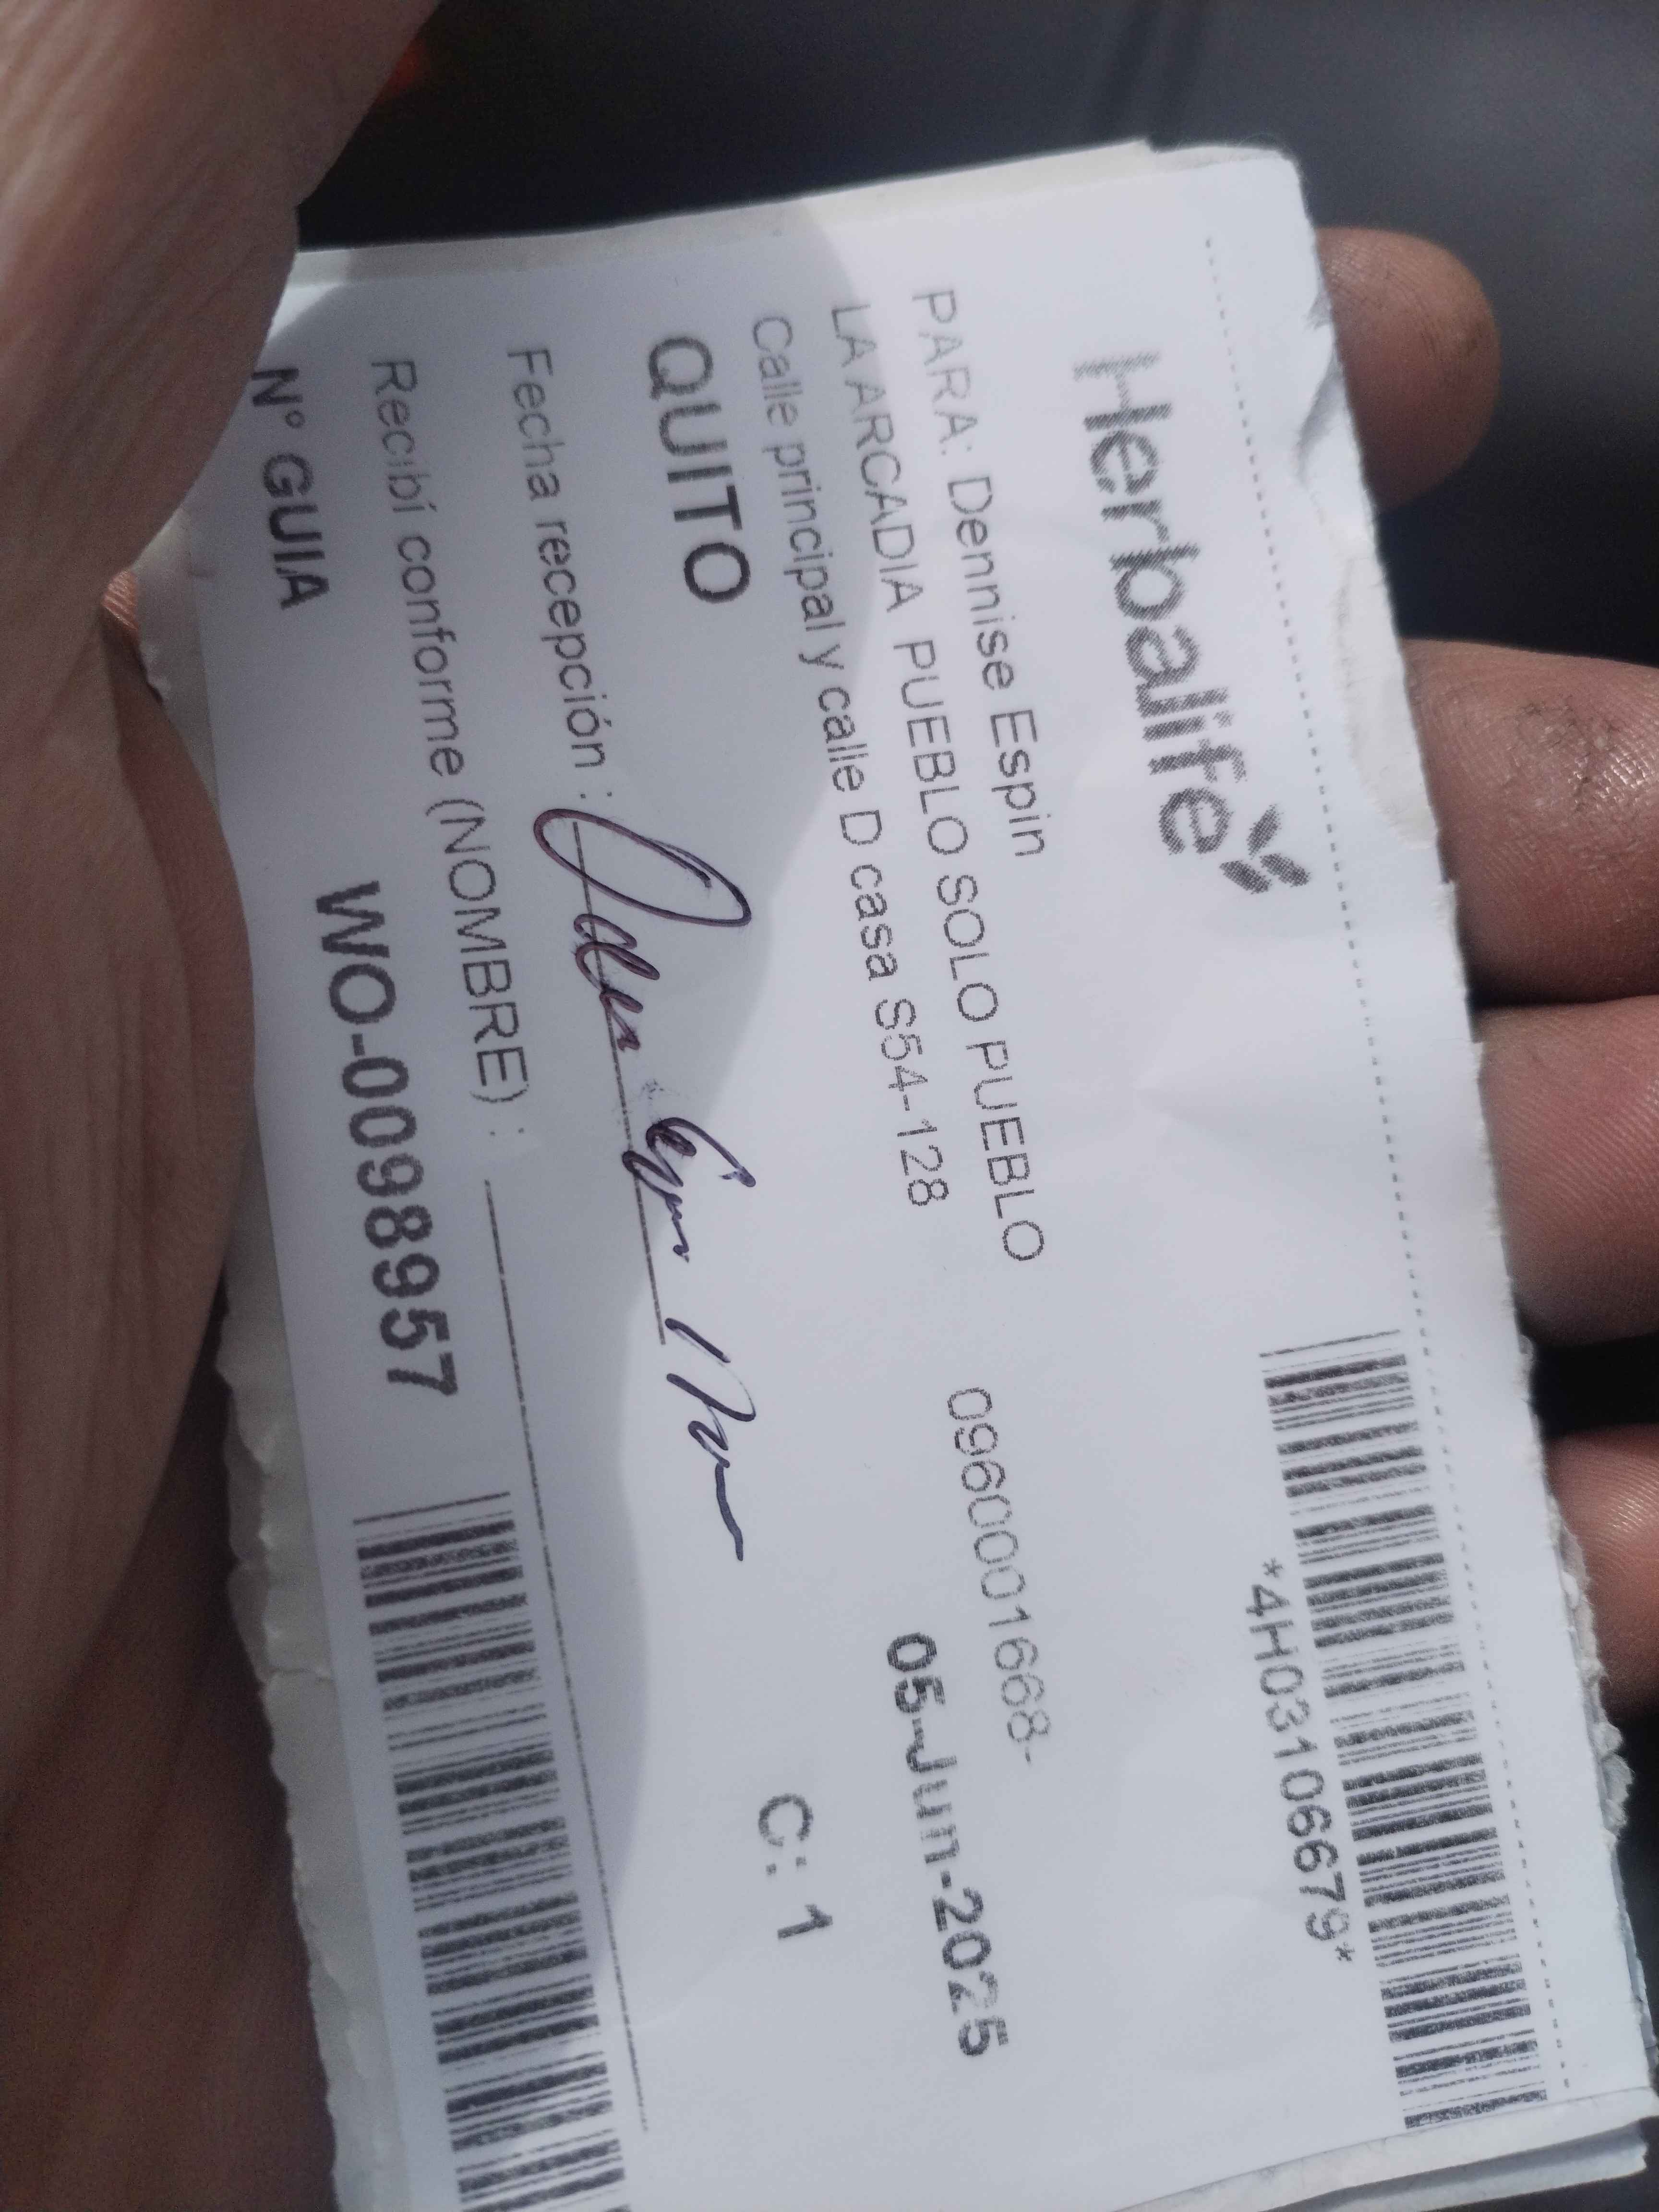 Herbalife
*4H03106679*
PARA: Dennise Espin
0960001668-
LA ARCADIA PUEBLO SOLO PUEBLO
05-Jun-2025
Calle principal y calle D casa S54-128
QUITO
C: 1
Fecha recepción :
Recibí conforme (NOMBRE) :
N° GUIA WO-0098957